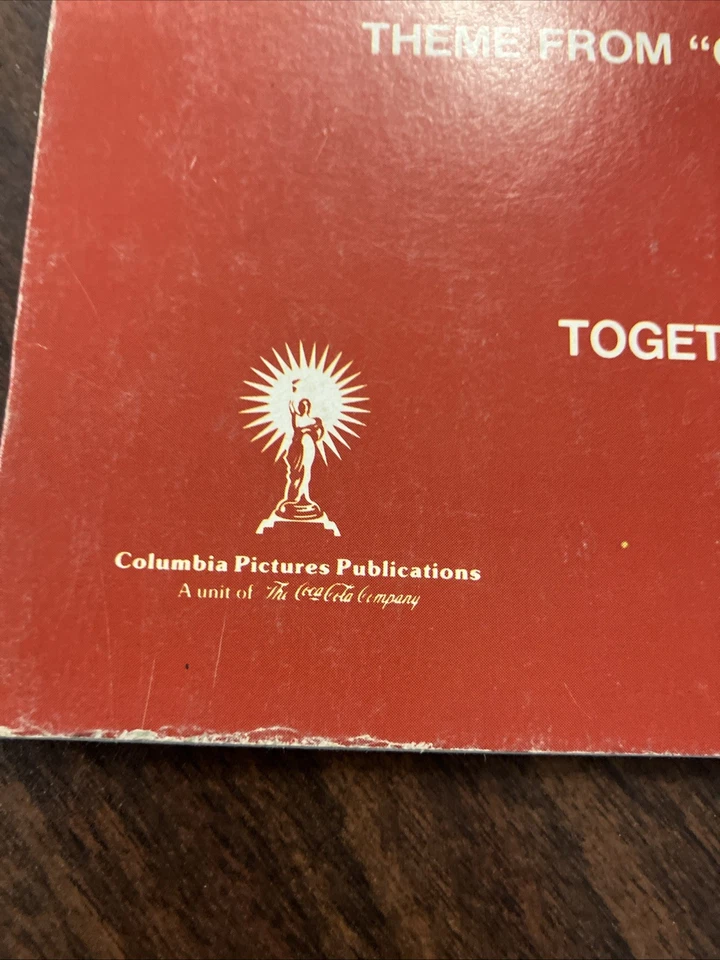 THEME FROM "
TOGET
Columbia Pictures Publications
A unit of The Coca-Cola Company